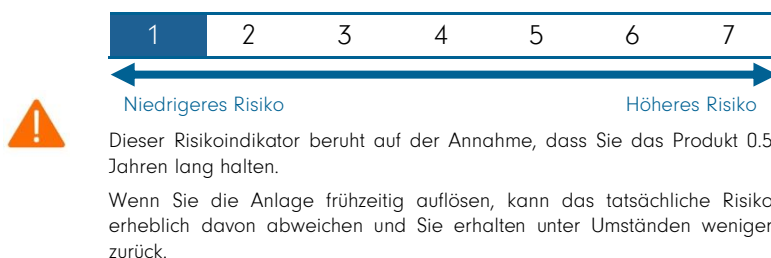 1 2 3 4 5 6 7
Niedrigeres Risiko Höheres Risiko
Dieser Risikoindikator beruht auf der Annahme, dass Sie das Produkt 0.5
Jahren lang halten.
Wenn Sie die Anlage frühzeitig auflösen, kann das tatsächliche Risiko
erheblich davon abweichen und Sie erhalten unter Umständen weniger
zurück.